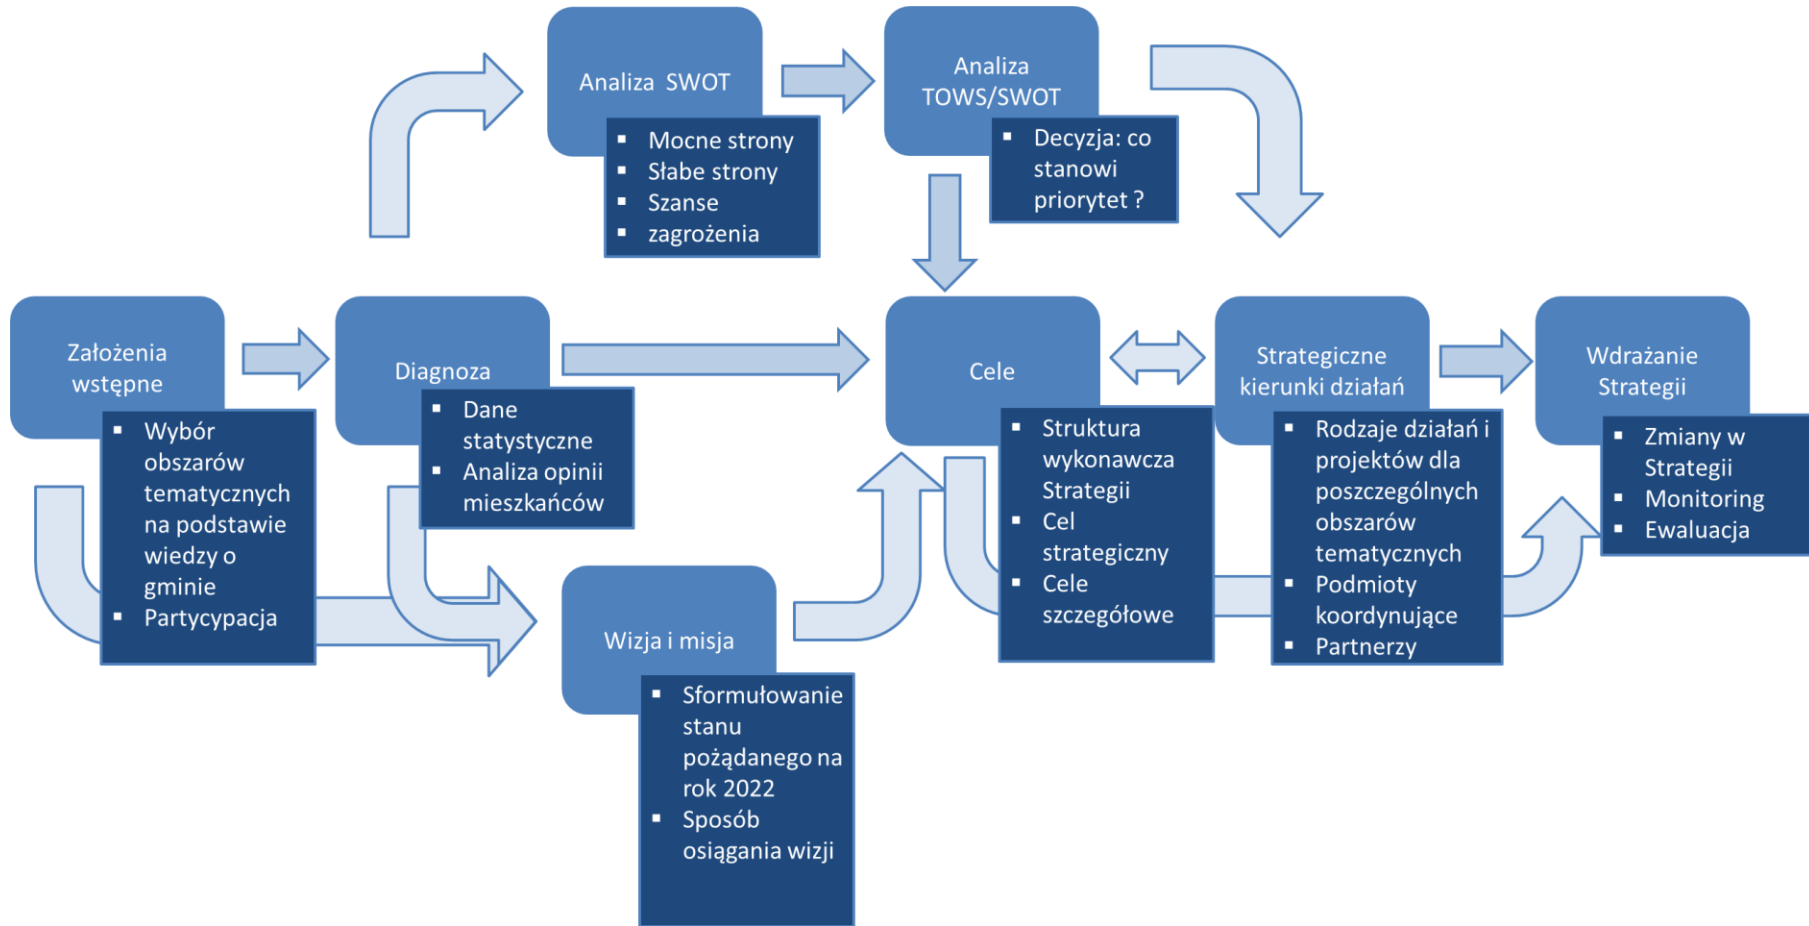 Analiza SWOT
▪ Mocne strony
▪ Słabe strony
▪ Szanse
▪ zagrożenia
Analiza
TOWS/SWOT
▪ Decyzja: co
stanowi
priorytet ?
Założenia
wstępne
▪ Wybór
obszarów
tematycznych
na podstawie
wiedzy o
gminie
▪ Partycypacja
Diagnoza
▪ Dane
statystyczne
▪ Analiza opinii
mieszkańców
Wizja i misja
▪ Sformułowanie
stanu
pożądanego na
rok 2022
▪ Sposób
osiągania wizji
Cele
▪ Struktura
wykonawcza
Strategii
▪ Cel
strategiczny
▪ Cele
szczegółowe
Strategiczne
kierunki działań
▪ Rodzaje działań i
projektów dla
poszczególnych
obszarów
tematycznych
▪ Podmioty
koordynujące
▪ Partnerzy
Wdrażanie
Strategii
▪ Zmiany w
Strategii
▪ Monitoring
▪ Ewaluacja